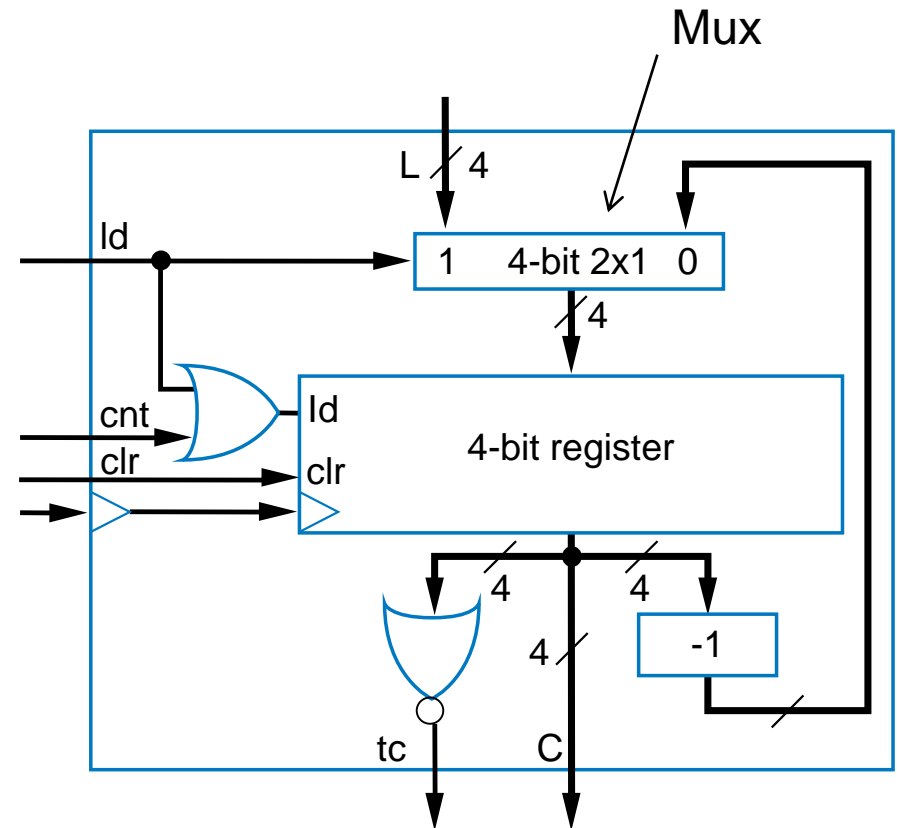 Mux
L 4
ld
1 4-bit 2x1 0
4
ld
cnt
4-bit register
clr
clr
4 4
4
-1
tc C